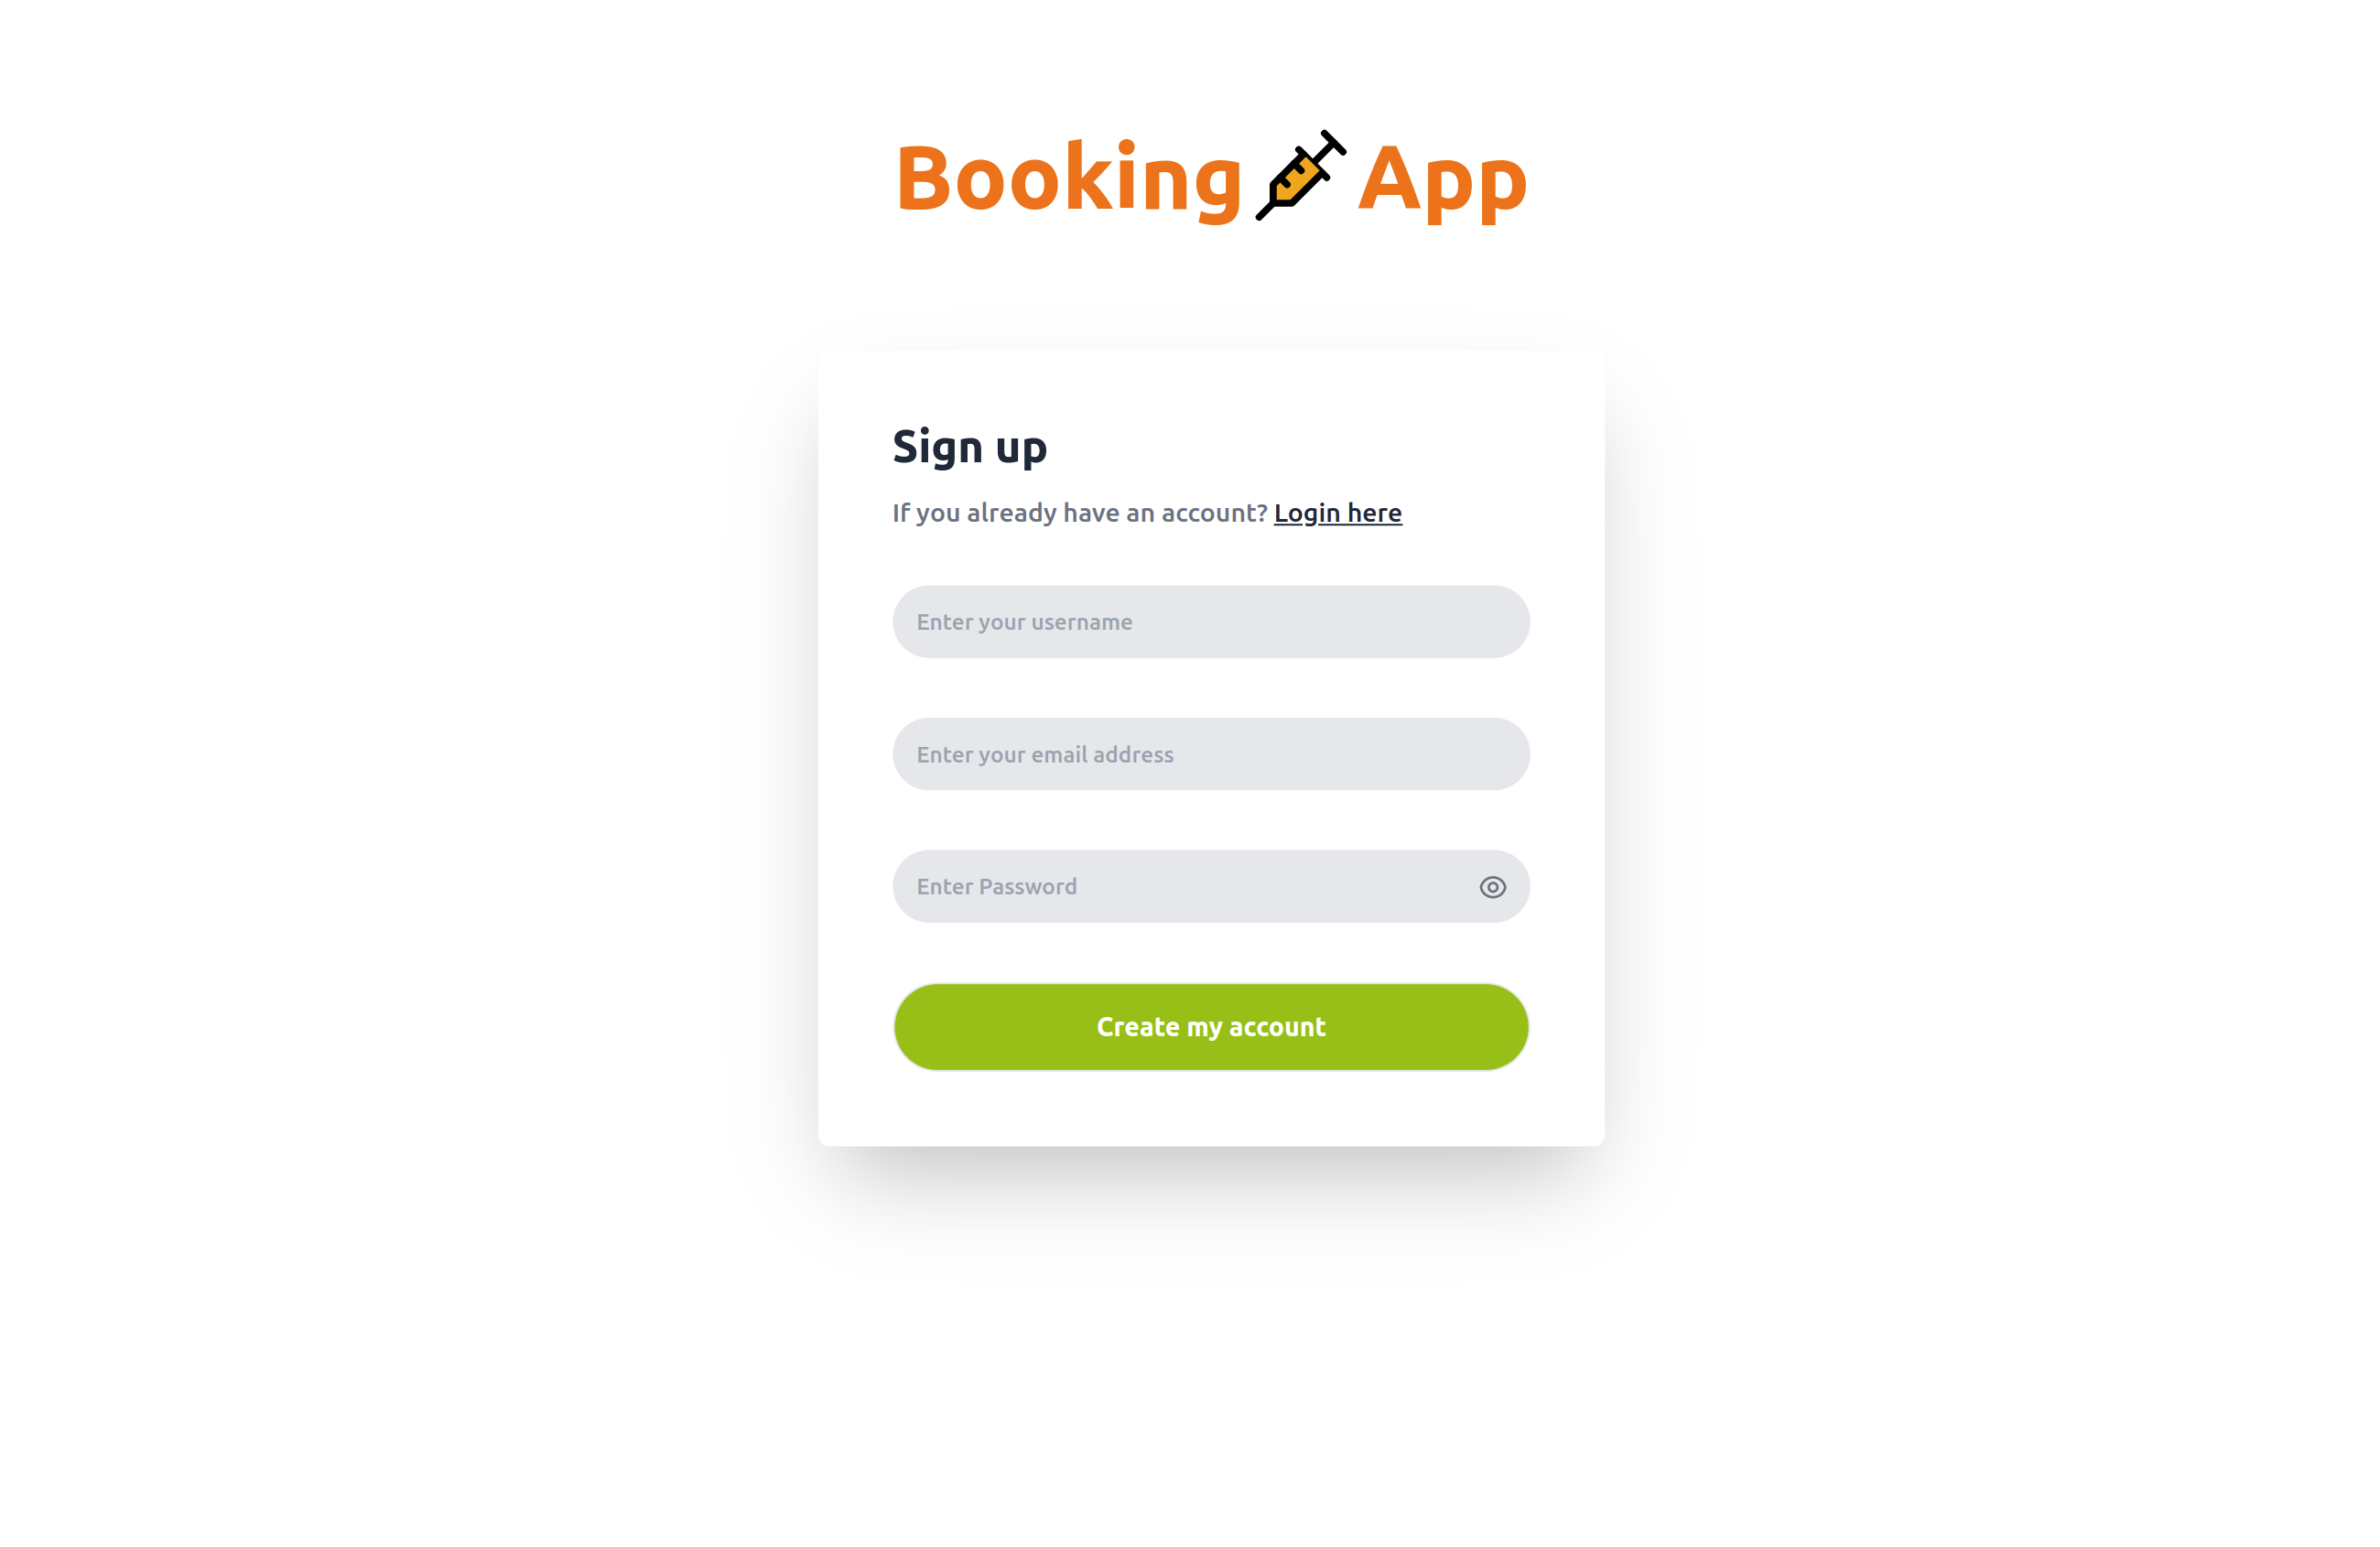 Booking App
Sign up
If you already have an account? Login here
Enter your username
Enter your email address
Enter Password
Create my account